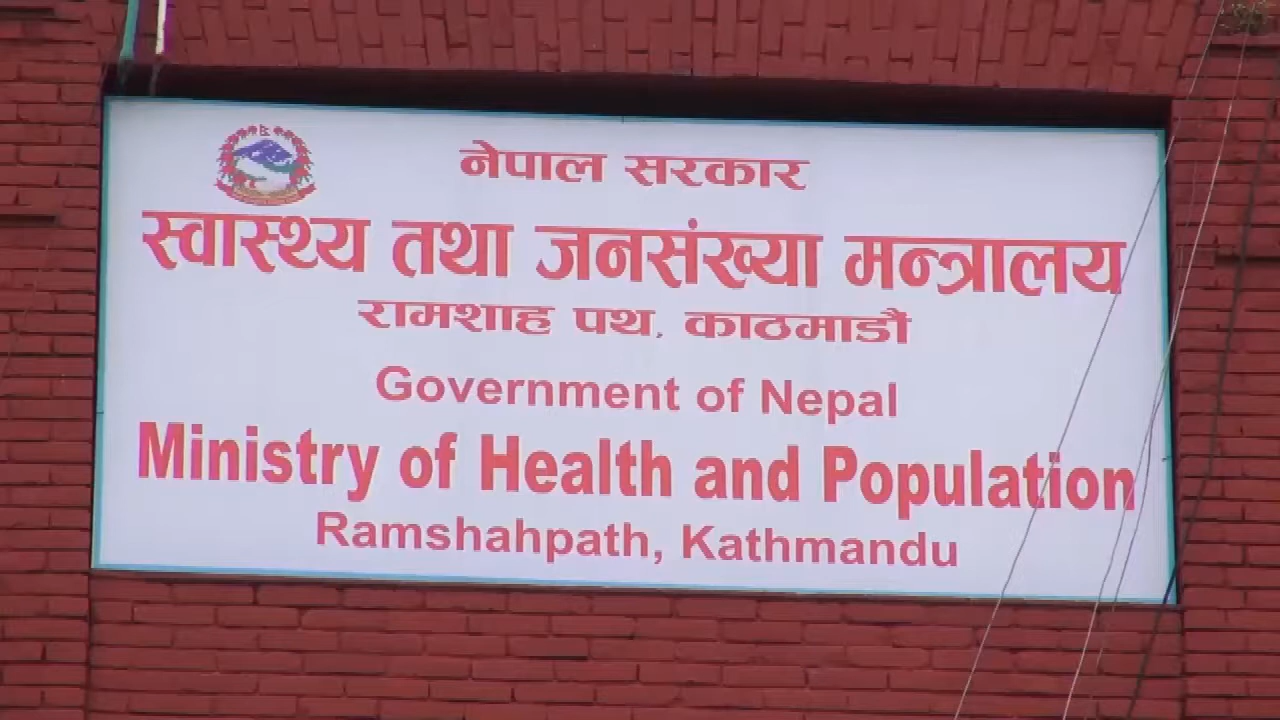 नेपाल सरकार
स्वास्थ्य तथा जनसंख्या मन्त्रालय
रामशाह पथ, काठमाडौं
Government of Nepal
Ministry of Health and Population
Ramshahpath, Kathmandu